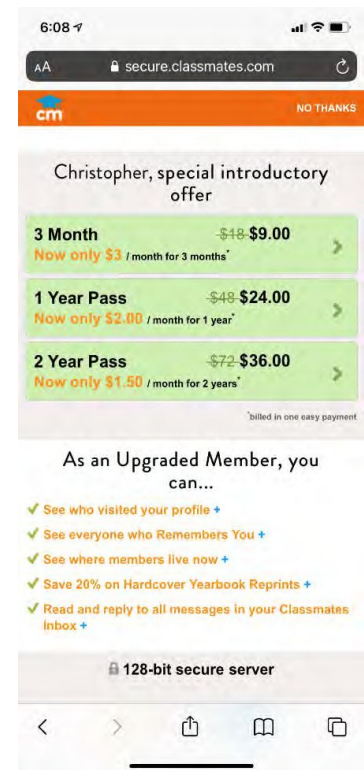 6:08
AA secure.classmates.com
cm NO THANKS
Christopher, special introductory
offer
3 Month $18 $9.00
Now only $3 / month for 3 months*
1 Year Pass $48 $24.00
Now only $2.00 / month for 1 year*
2 Year Pass $72 $36.00
Now only $1.50 / month for 2 years*
*billed in one easy payment
As an Upgraded Member, you
can...
See who visited your profile +
See everyone who Remembers You +
See where members live now +
Save 20% on Hardcover Yearbook Reprints +
Read and reply to all messages in your Classmates
Inbox +
128-bit secure server